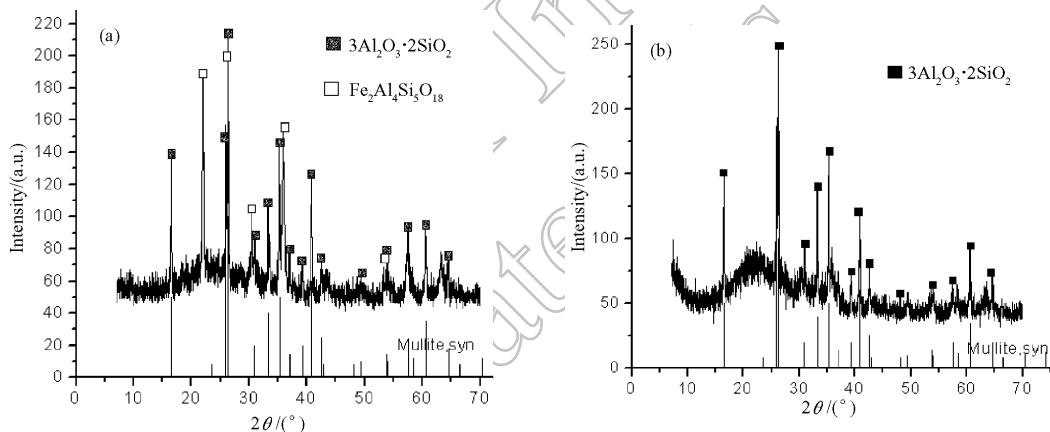 (a)
3Al₂O₃·2SiO₂
Fe₂Al₄Si₅O₁₈
Intensity/(a.u.)
220
200
180
160
140
120
100
80
60
40
20
0
Mullite,syn
0 10 20 30 40 50 60 70
2θ/(°)
(b)
3Al₂O₃·2SiO₂
Intensity/(a.u.)
250
200
150
100
50
0
Mullite,syn
0 10 20 30 40 50 60 70
2θ/(°)